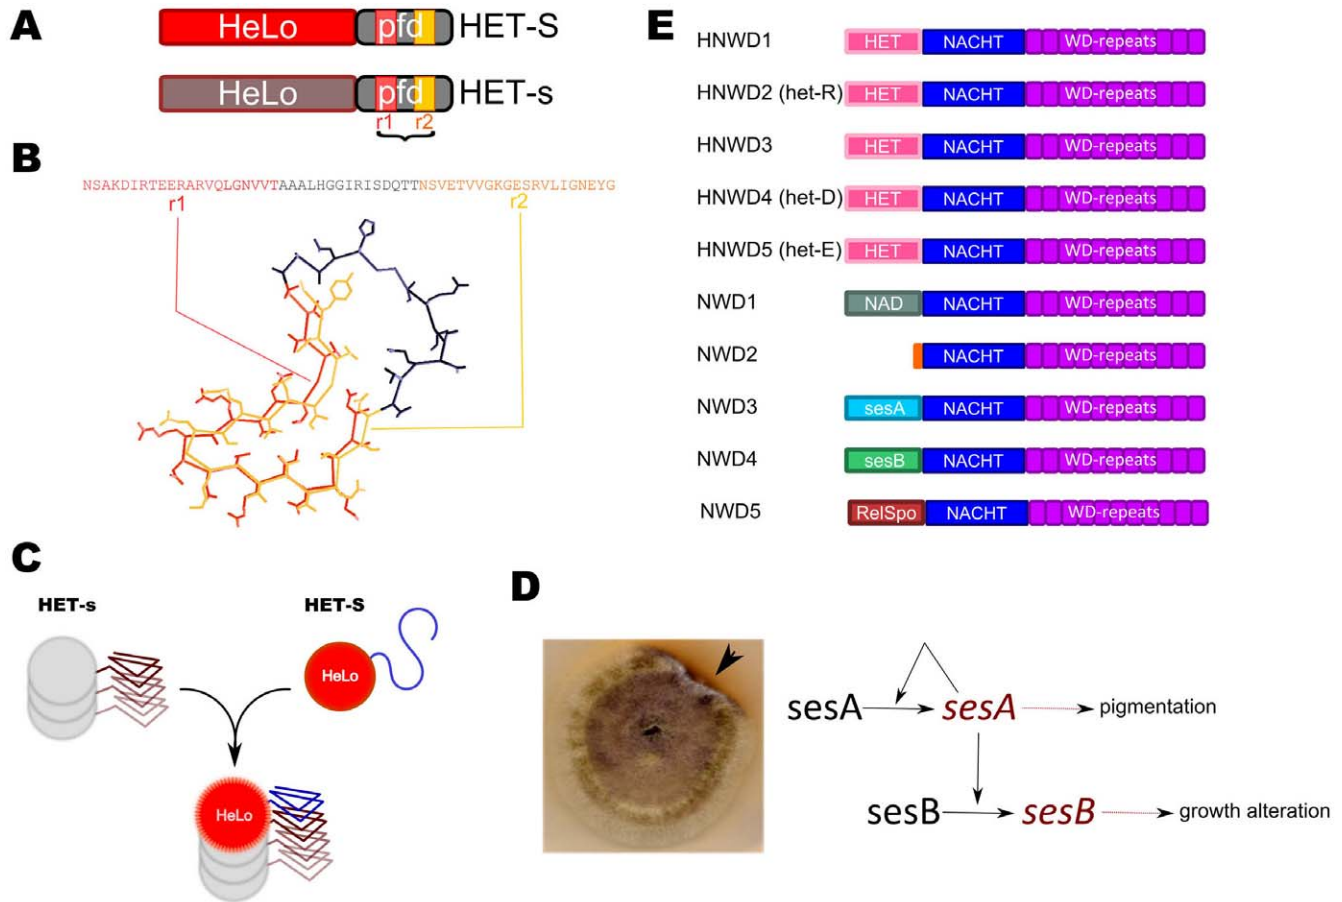 A
HeLo pfd HET-S
HeLo pfd HET-s
r1 r2
B
NSAKDIRTEERARVQLGNVVTAAALHGGIRISDQTTNSVETVVGKGESRVLIGNEYG
r1 r2
C
HET-s HET-S
HeLo
HeLo
D
sesA sesA pigmentation
sesB sesB growth alteration
E
HNWD1 HET NACHT WD-repeats
HNWD2 (het-R) HET NACHT WD-repeats
HNWD3 HET NACHT WD-repeats
HNWD4 (het-D) HET NACHT WD-repeats
HNWD5 (het-E) HET NACHT WD-repeats
NWD1 NAD NACHT WD-repeats
NWD2 NACHT WD-repeats
NWD3 sesA NACHT WD-repeats
NWD4 sesB NACHT WD-repeats
NWD5 RelSpo NACHT WD-repeats